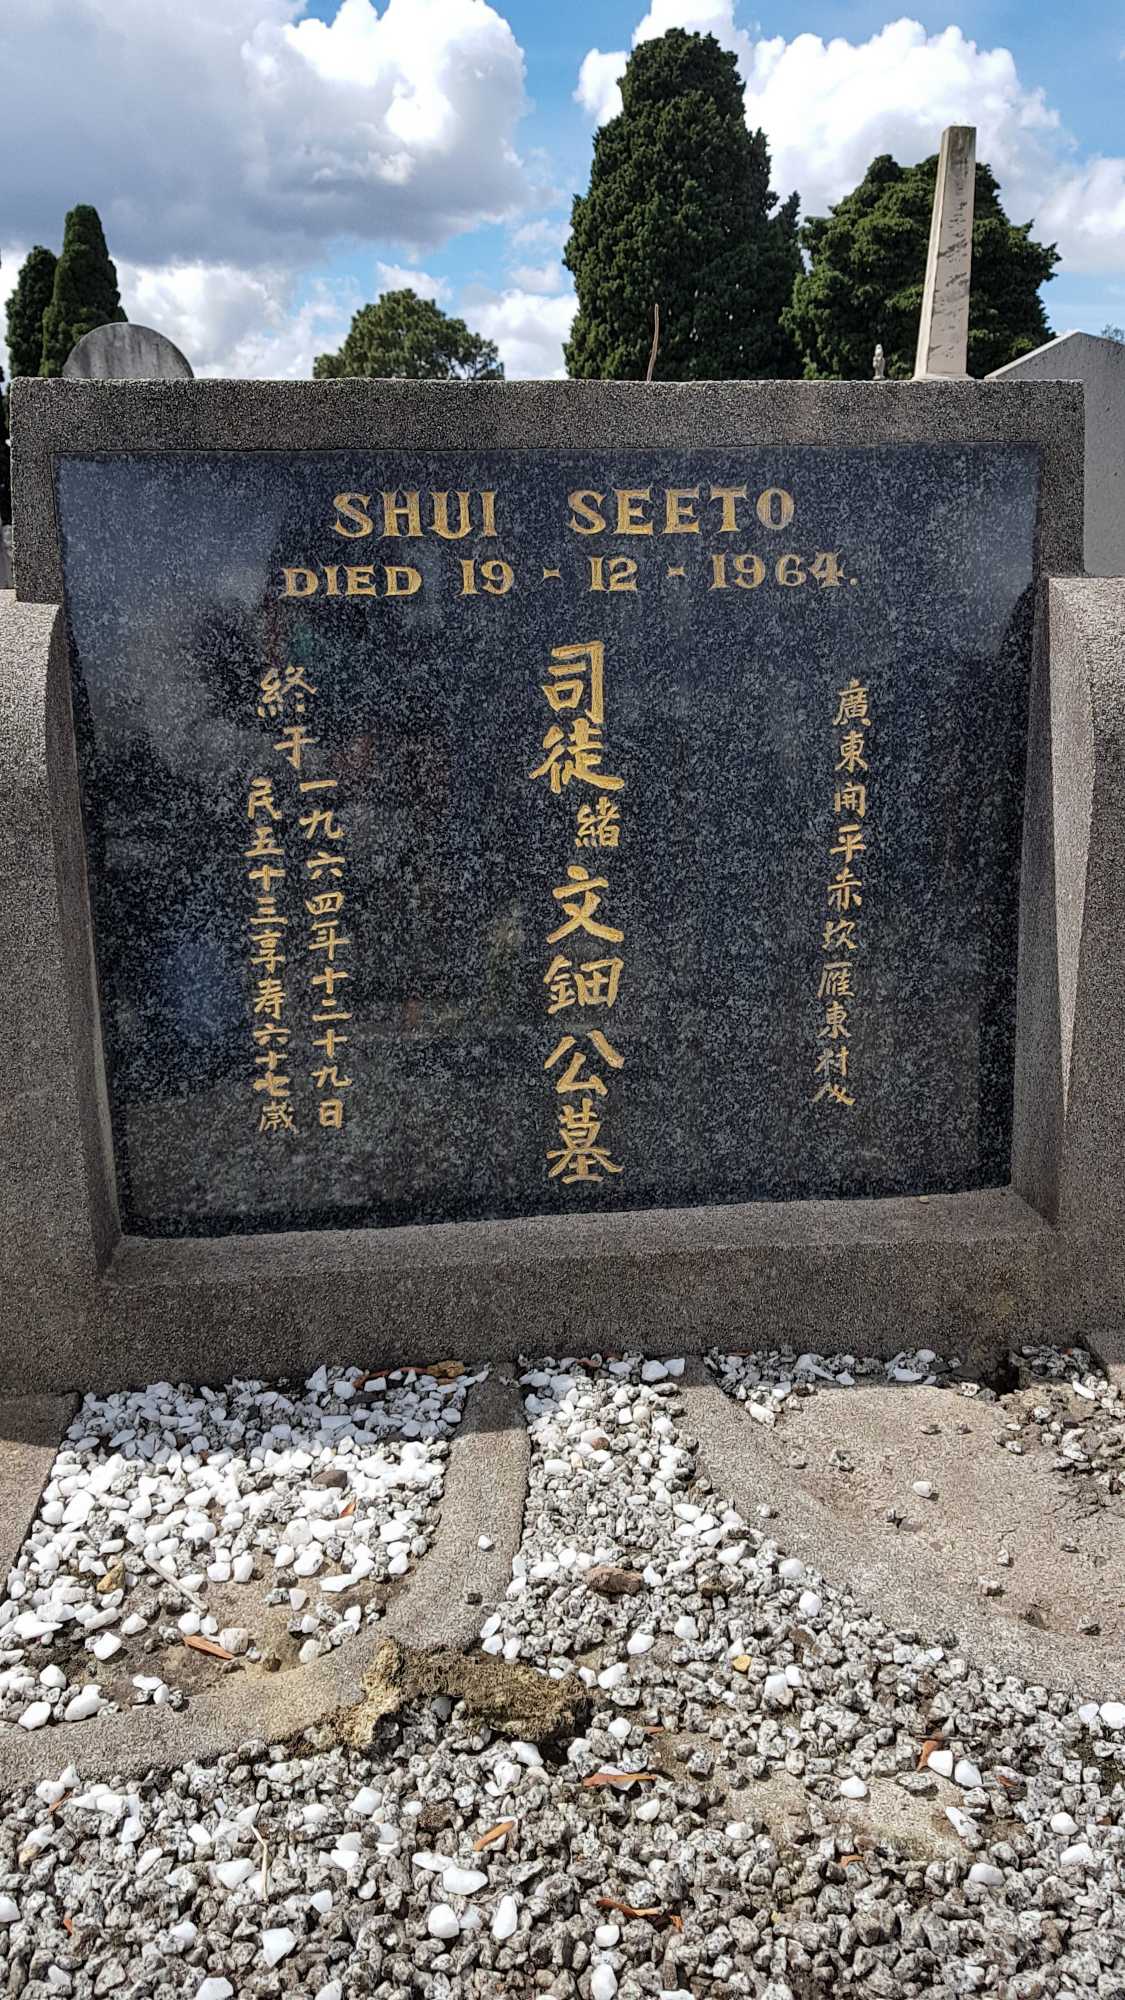 SHUI SEETO
DIED 19 - 12 - 1964.
廣東開平赤坎雁東村人
司徒緒文鈿公墓
終于一九六四年十二十九日
民五十三享寿六十七歳